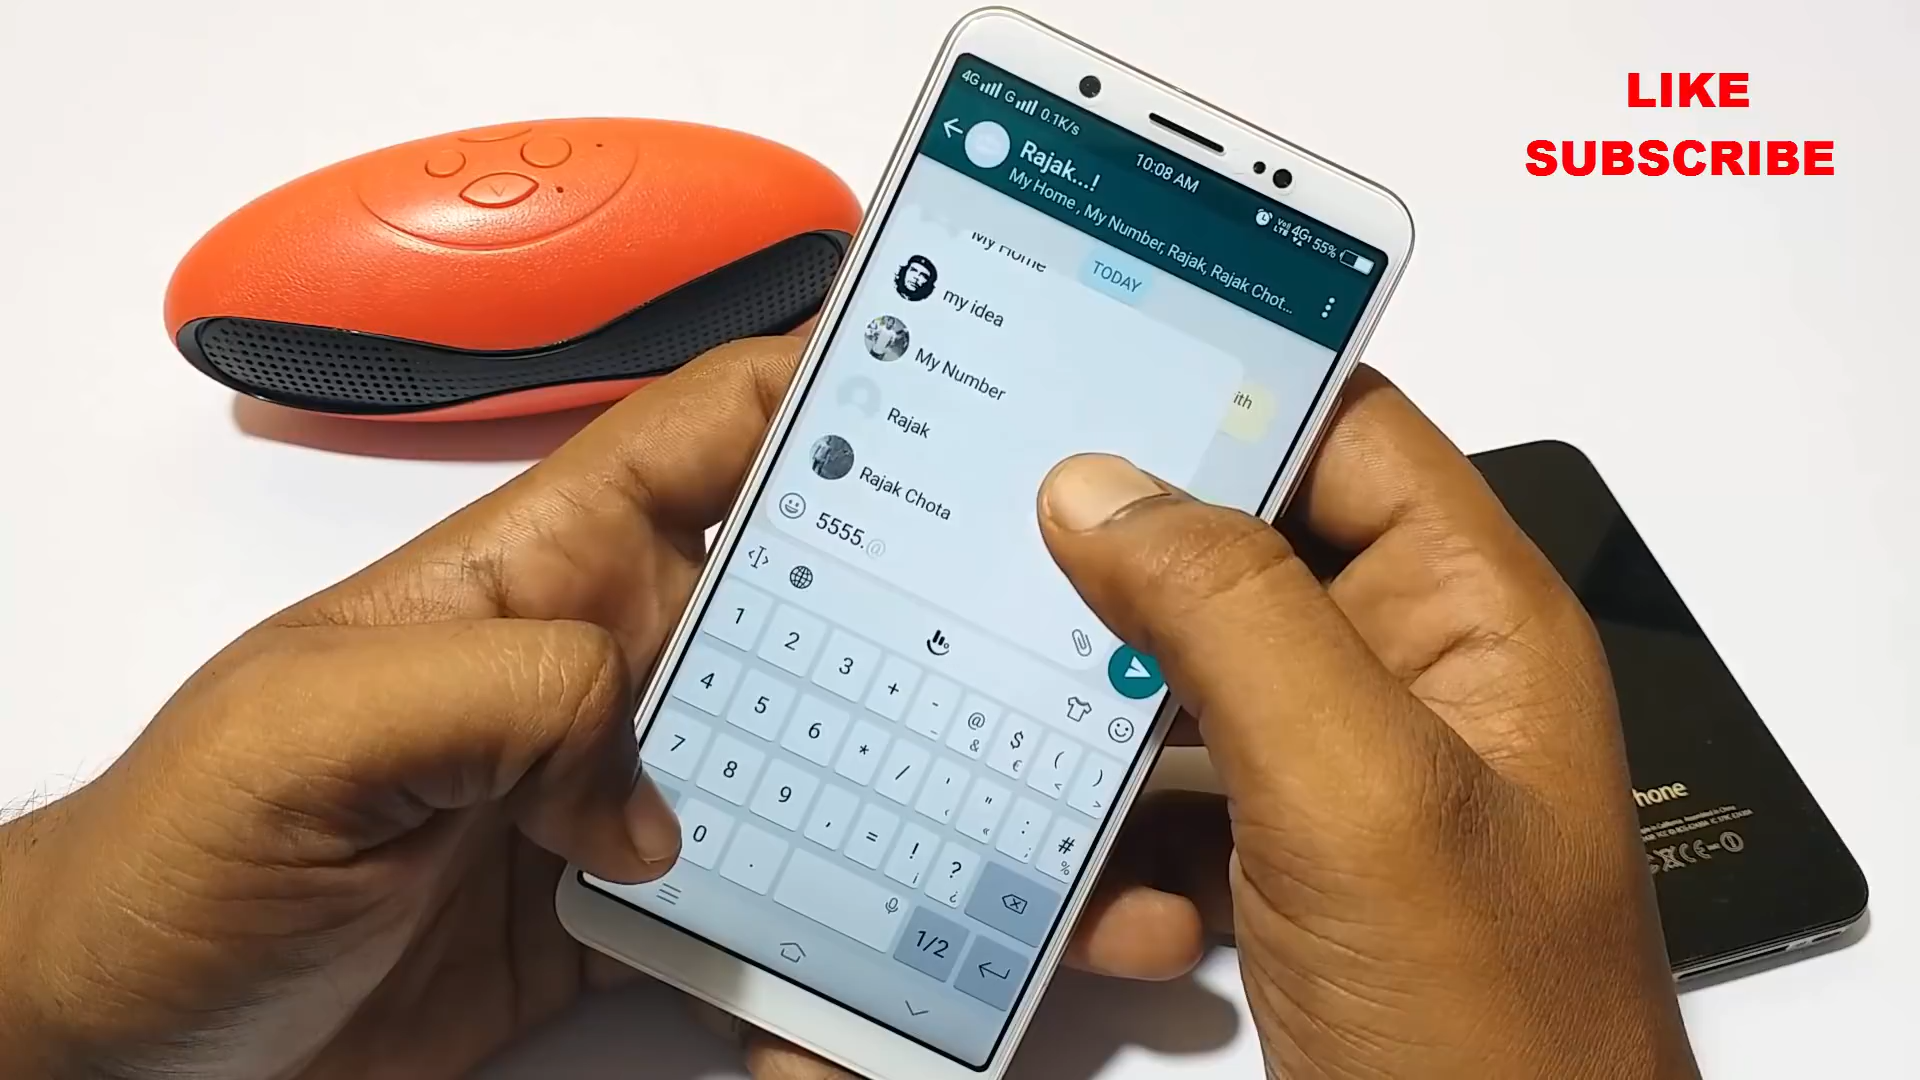 LIKE
SUBSCRIBE
4G G 0.1K/s
10:08 AM
4G 55%
Rajak...!
My Home , My Number, Rajak, Rajak Chot...
My Home
TODAY
my idea
ith
My Number
Rajak
Rajak Chota
5555.@
1 2 3 + - @ $ ( )
_ & € < >
4 5 6 * / ' " : #
‹ « ; %
7 8 9 , = ! ?
¡ ¿
0 . 1/2
hone